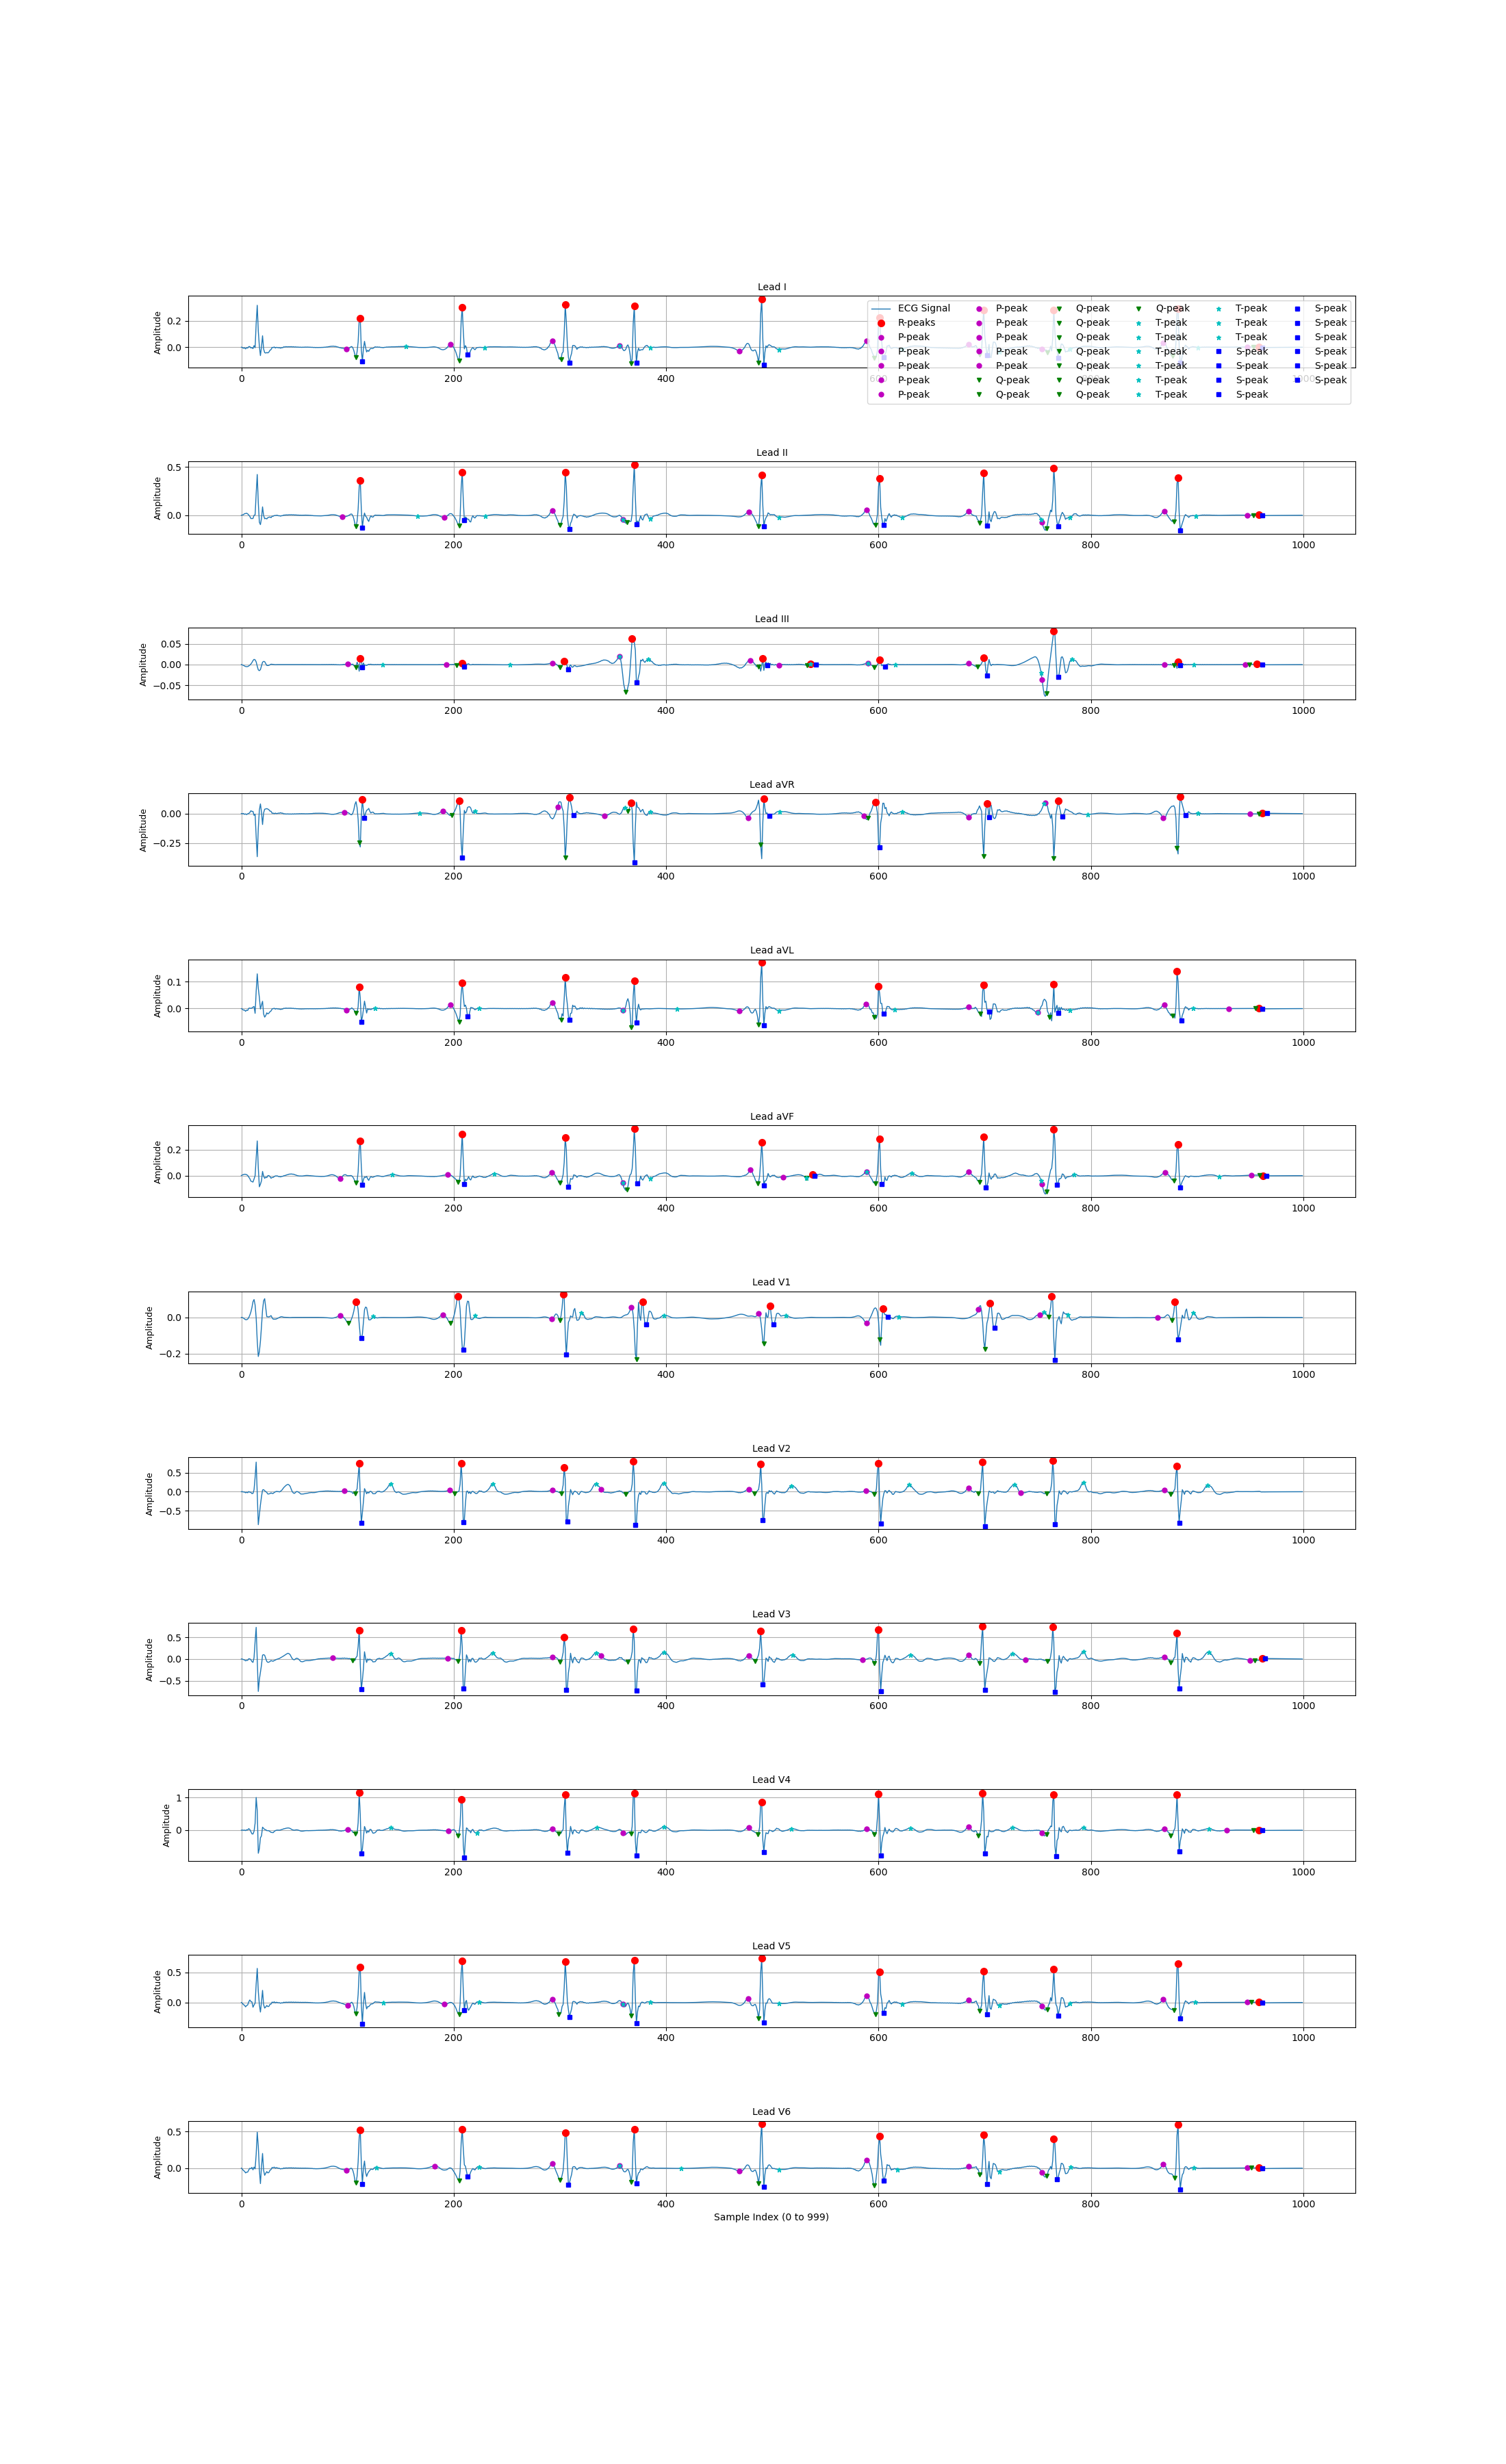 Lead I
Amplitude
0.2
0.0
ECG Signal P-peak Q-peak Q-peak T-peak S-peak
R-peaks P-peak Q-peak T-peak T-peak S-peak
P-peak P-peak Q-peak T-peak T-peak S-peak
P-peak P-peak Q-peak T-peak S-peak S-peak
P-peak P-peak Q-peak T-peak S-peak S-peak
P-peak Q-peak Q-peak T-peak S-peak S-peak
P-peak Q-peak Q-peak T-peak S-peak
0 200 400 600 800 1000
Lead II
Amplitude
0.5
0.0
0 200 400 600 800 1000
Lead III
Amplitude
0.05
0.00
−0.05
0 200 400 600 800 1000
Lead aVR
Amplitude
0.00
−0.25
0 200 400 600 800 1000
Lead aVL
Amplitude
0.1
0.0
0 200 400 600 800 1000
Lead aVF
Amplitude
0.2
0.0
0 200 400 600 800 1000
Lead V1
Amplitude
0.0
−0.2
0 200 400 600 800 1000
Lead V2
Amplitude
0.5
0.0
−0.5
0 200 400 600 800 1000
Lead V3
Amplitude
0.5
0.0
−0.5
0 200 400 600 800 1000
Lead V4
Amplitude
1
0
0 200 400 600 800 1000
Lead V5
Amplitude
0.5
0.0
0 200 400 600 800 1000
Lead V6
Amplitude
0.5
0.0
0 200 400 600 800 1000
Sample Index (0 to 999)